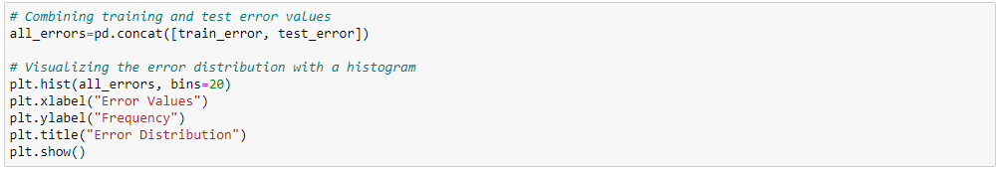 # Combining training and test error values
all_errors=pd.concat([train_error, test_error])

# Visualizing the error distribution with a histogram
plt.hist(all_errors, bins=20)
plt.xlabel("Error Values")
plt.ylabel("Frequency")
plt.title("Error Distribution")
plt.show()